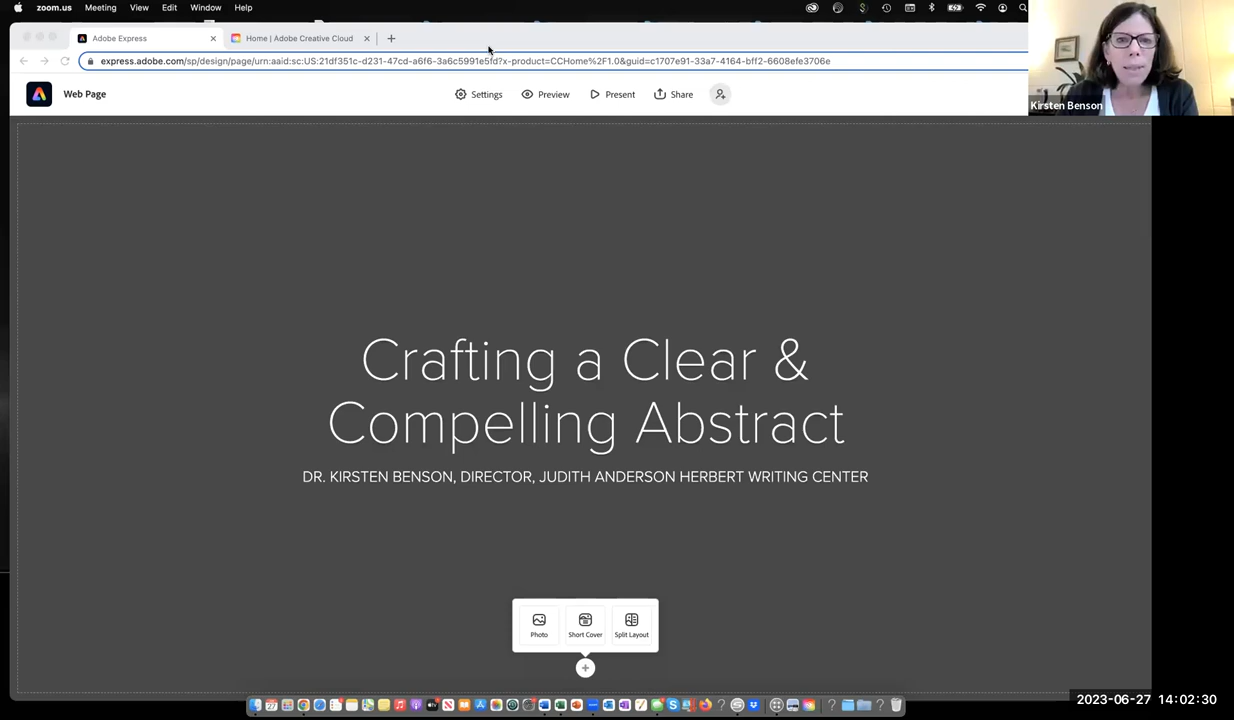 zoom.us Meeting View Edit Window Help
Adobe Express Home | Adobe Creative Cloud
express.adobe.com/sp/design/page/urn:aaid:sc:US:21df351c-d231-47cd-a6f6-3a6c5991e5fd?x-product=CCHome%2F1.0&guid=c1707e91-33a7-4164-bff2-6608efe3706e
Kirsten Benson
Web Page Settings Preview Present Share
Crafting a Clear &
Compelling Abstract
DR. KIRSTEN BENSON, DIRECTOR, JUDITH ANDERSON HERBERT WRITING CENTER
Photo Short Cover Split Layout
2023-06-27 14:02:30